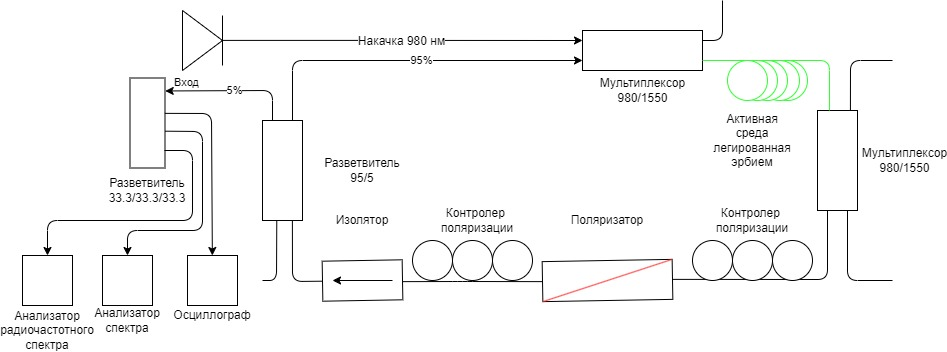 Накачка 980 нм
95%
Мультиплексор
980/1550
Вход
5%
Активная
среда
легированная
эрбием
Мультиплексор
980/1550
Разветвитель
95/5
Разветвитель
33.3/33.3/33.3
Изолятор
Контролер
поляризации
Поляризатор
Контролер
поляризации
Анализатор
радиочастотного
спектра
Анализатор
спектра
Осциллограф